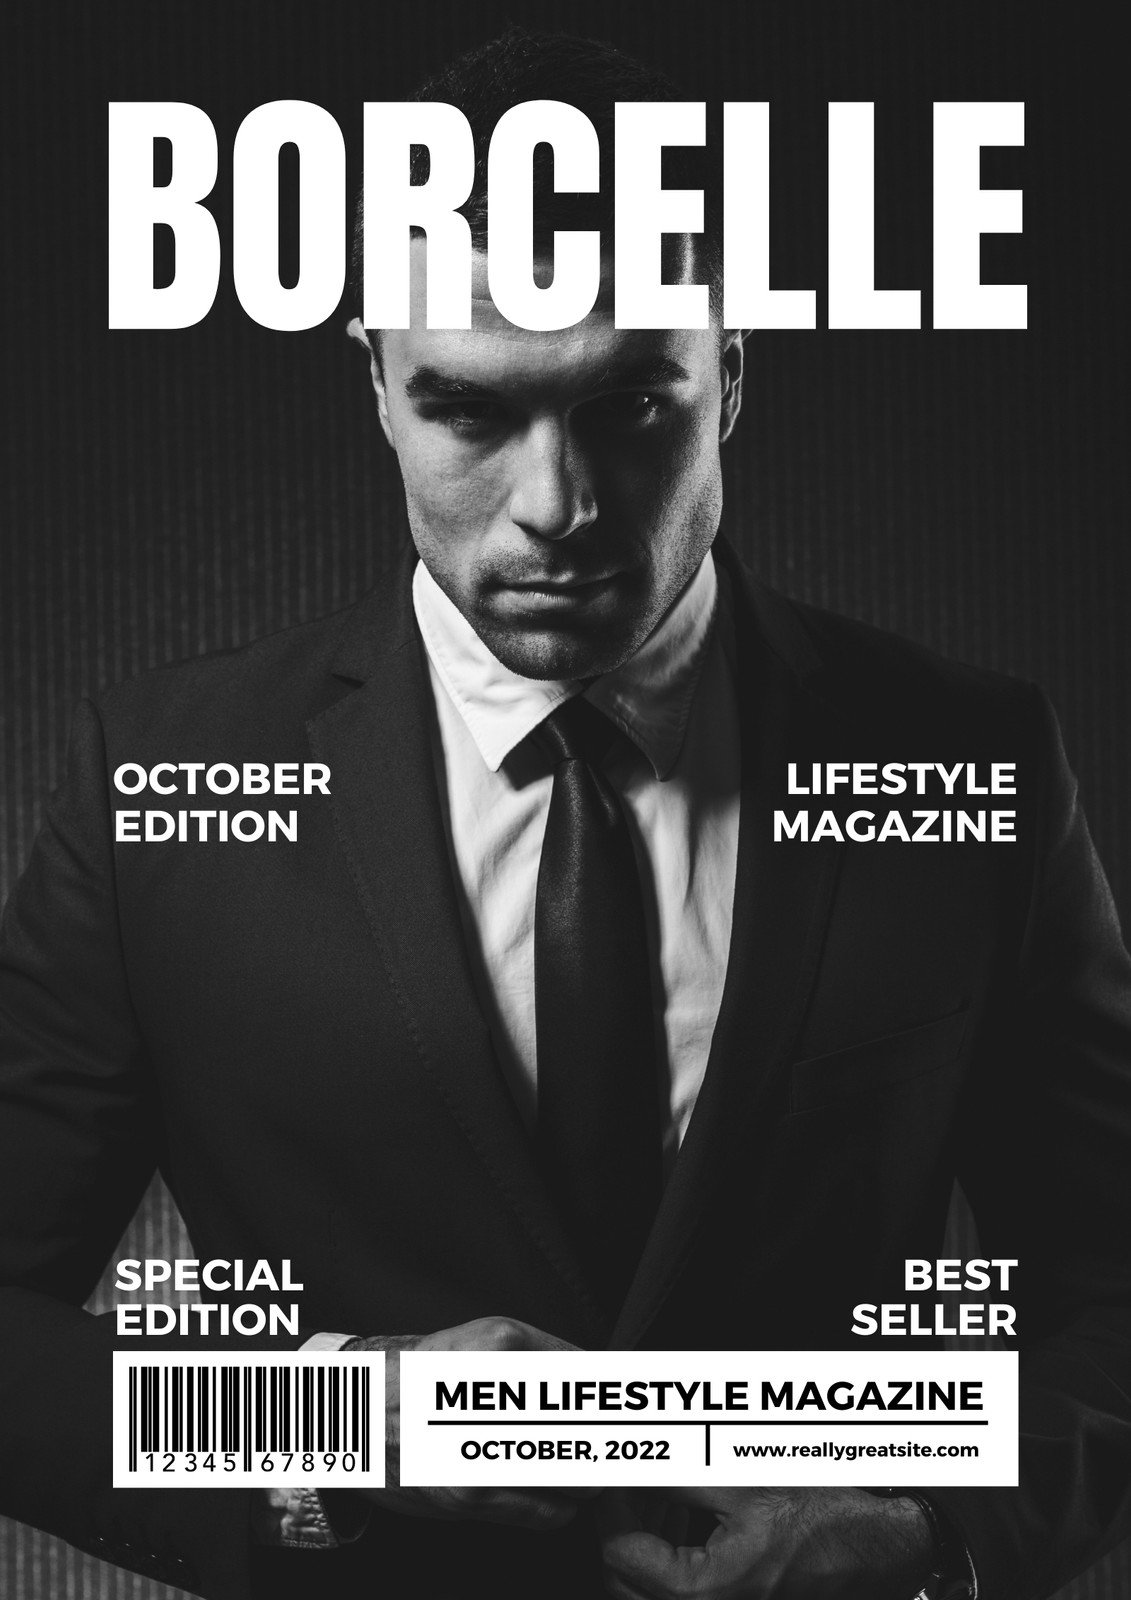 BORCELLE
OCTOBER
EDITION
LIFESTYLE
MAGAZINE
SPECIAL
EDITION
BEST
SELLER
12345 67890
MEN LIFESTYLE MAGAZINE
OCTOBER, 2022
www.reallygreatsite.com